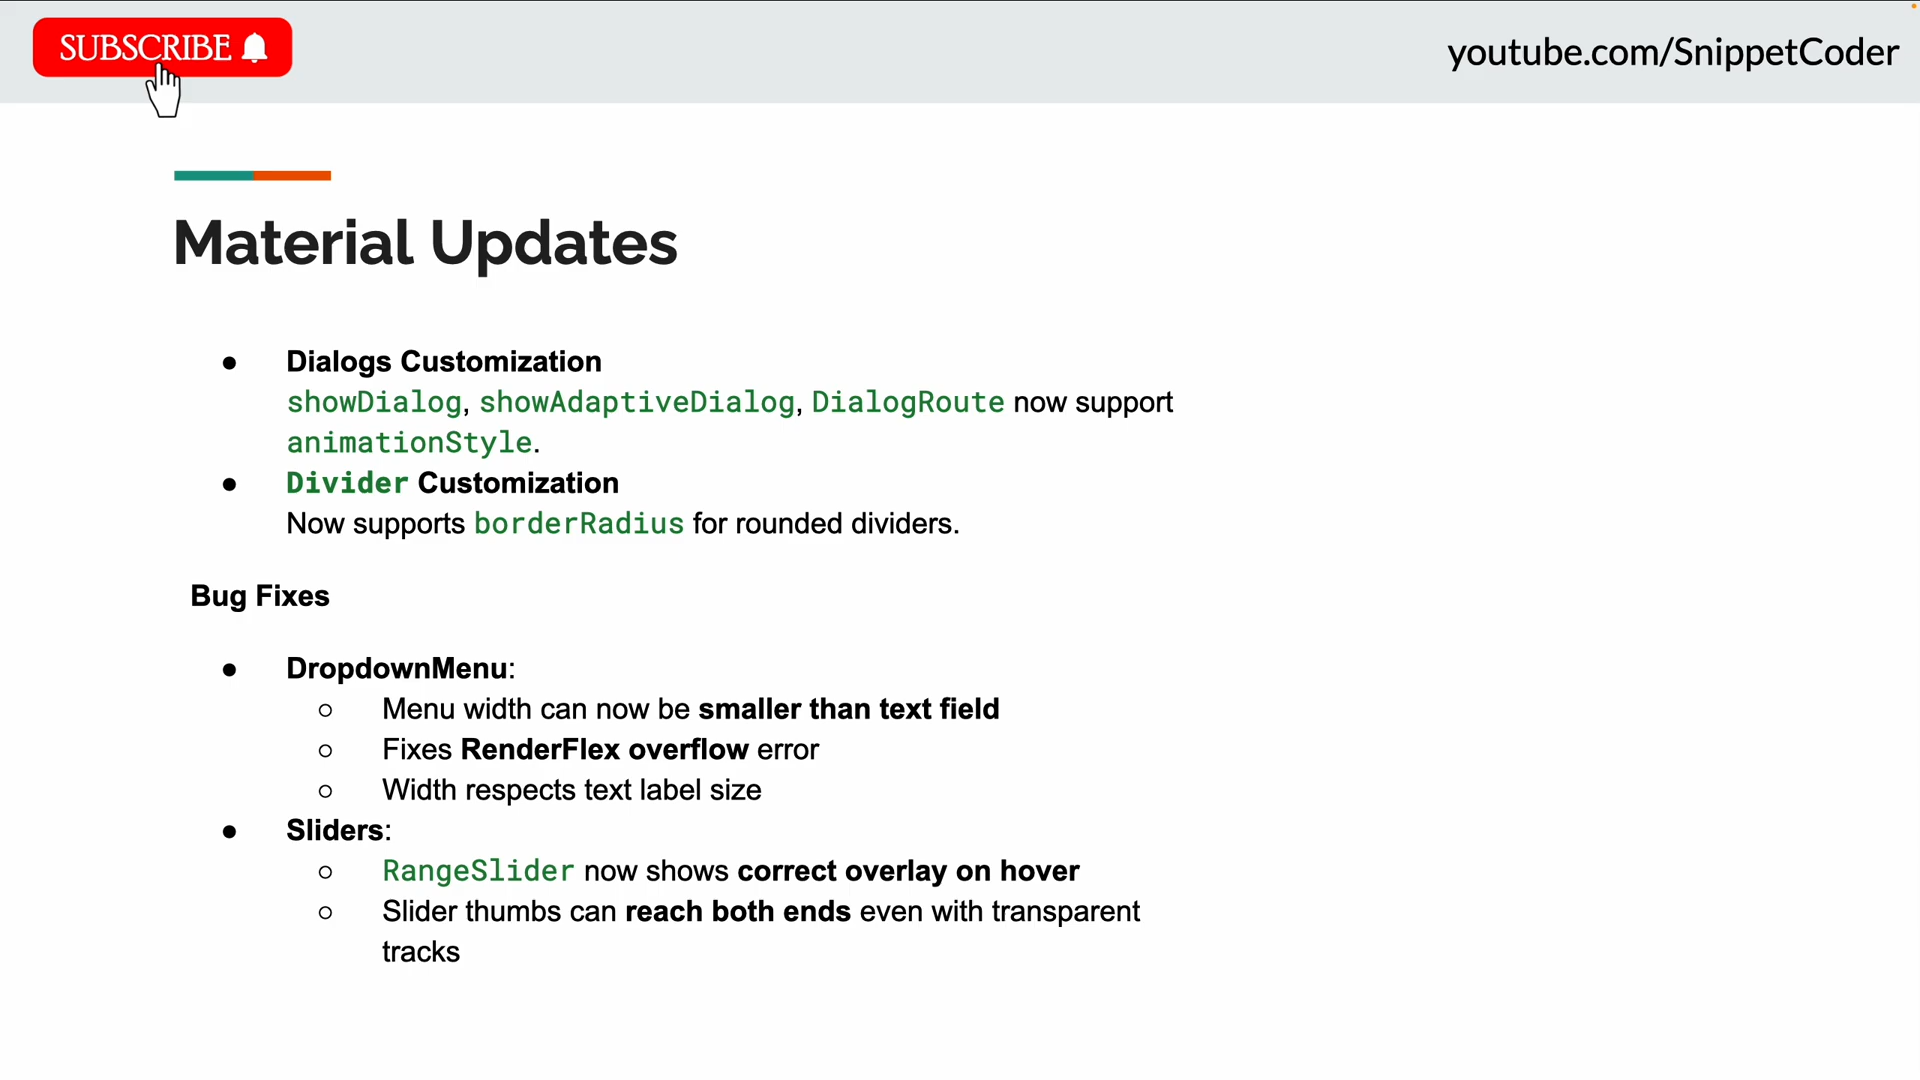 SUBSCRIBE
youtube.com/SnippetCoder
Material Updates
● Dialogs Customization
showDialog, showAdaptiveDialog, DialogRoute now support
animationStyle.
● Divider Customization
Now supports borderRadius for rounded dividers.
Bug Fixes
● DropdownMenu:
○ Menu width can now be smaller than text field
○ Fixes RenderFlex overflow error
○ Width respects text label size
● Sliders:
○ RangeSlider now shows correct overlay on hover
○ Slider thumbs can reach both ends even with transparent
tracks